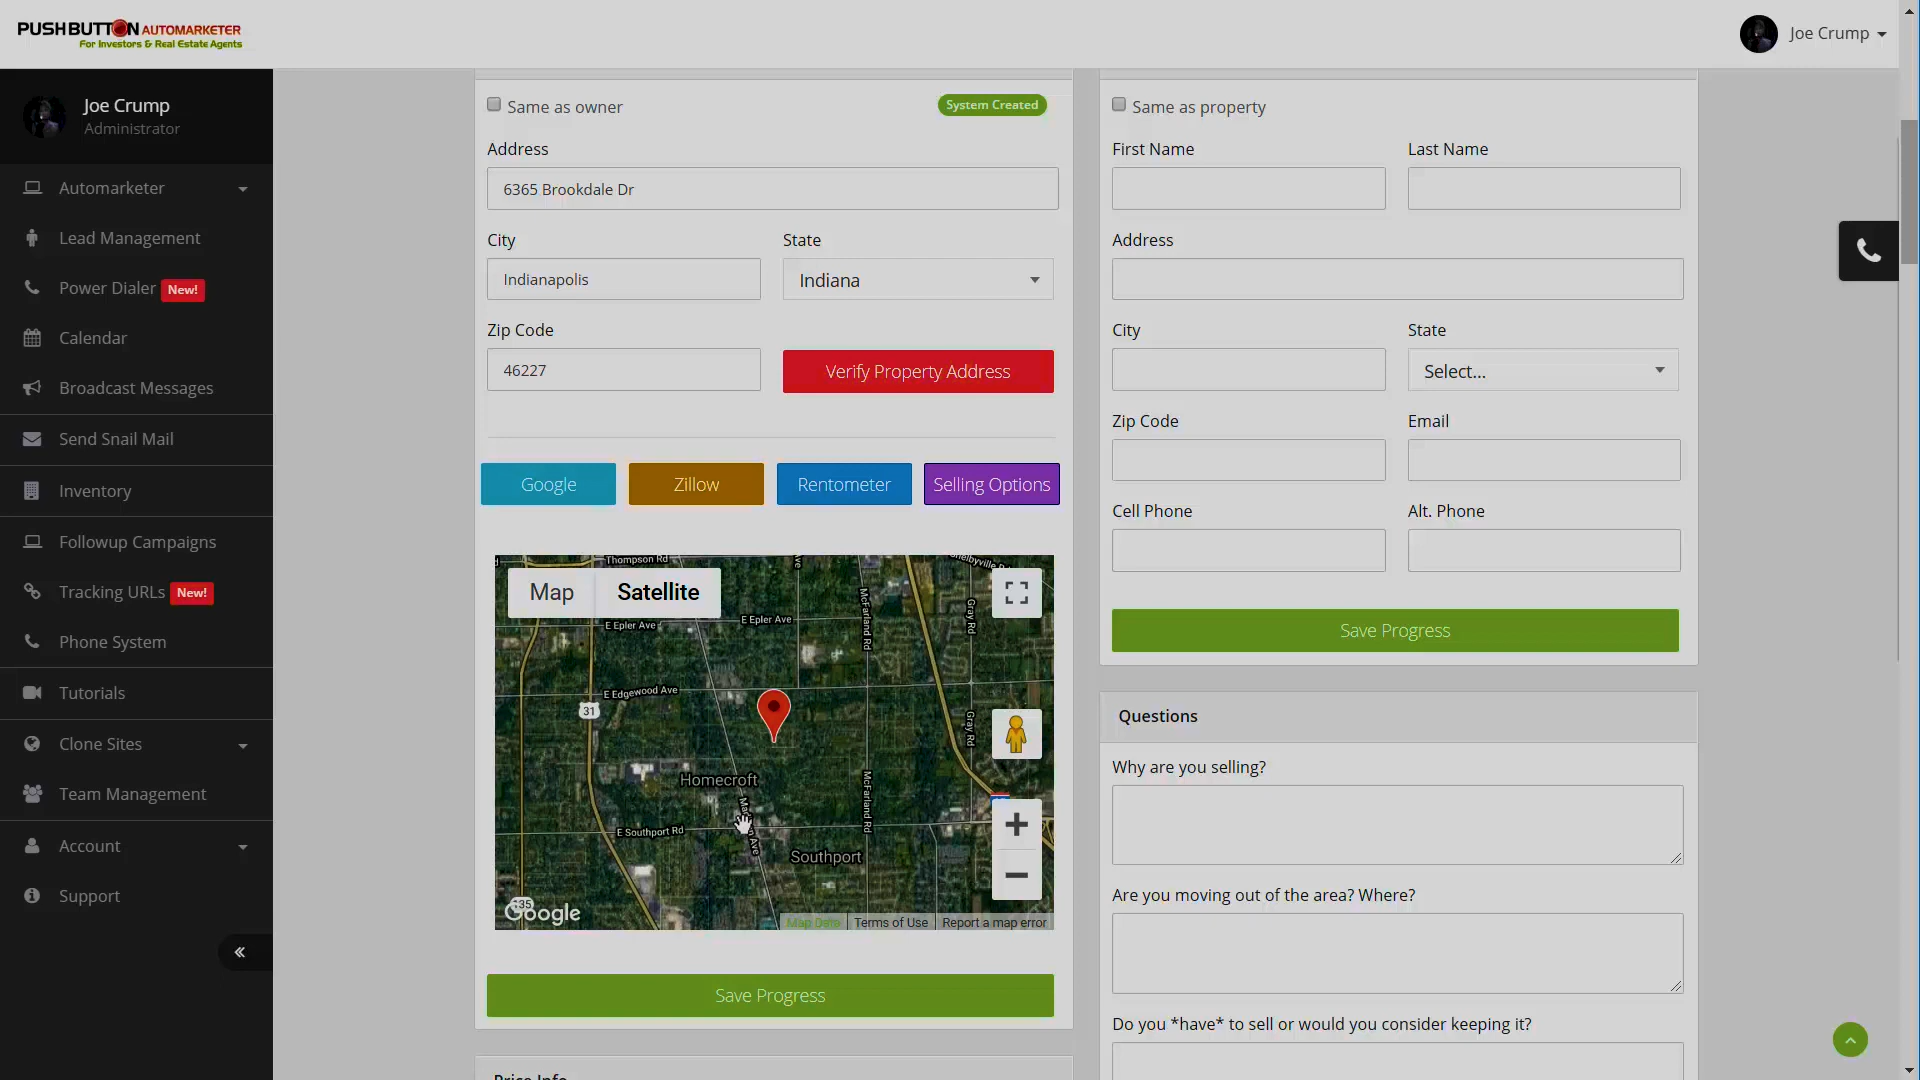 PUSHBUTTON AUTOMARKETER
For Investors & Real Estate Agents
Joe Crump
Joe Crump
Administrator
Automarketer
Lead Management
Power Dialer New!
Calendar
Broadcast Messages
Send Snail Mail
Inventory
Followup Campaigns
Tracking URLs New!
Phone System
Tutorials
Clone Sites
Team Management
Account
Support
Same as owner
System Created
Address
6365 Brookdale Dr
City
State
Indianapolis
Indiana
Zip Code
46227
Verify Property Address
Google
Zillow
Rentometer
Selling Options
Map
Satellite
Thompson Rd
E Epler Ave
E Epler Ave
McFarland Rd
Gray Rd
E Edgewood Ave
31
Gray Rd
Homecroft
McFarland Rd
E Southport Rd
Ave
Southport
Google
Map Data
Terms of Use
Report a map error
Save Progress
Same as property
First Name
Last Name
Address
City
State
Select...
Zip Code
Email
Cell Phone
Alt. Phone
Save Progress
Questions
Why are you selling?
Are you moving out of the area? Where?
Do you *have* to sell or would you consider keeping it?